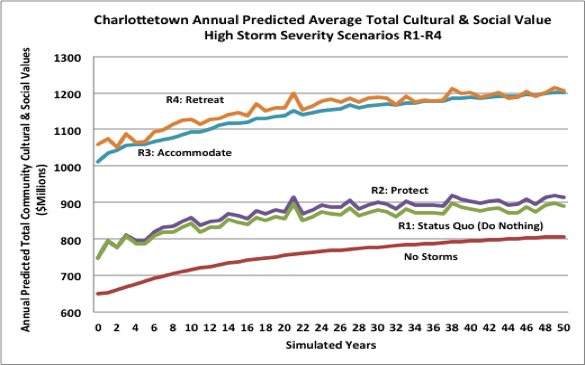 Charlottetown Annual Predicted Average Total Cultural & Social Value
High Storm Severity Scenarios R1-R4
Annual Predicted Total Community Cultural & Social Values
($Millions)
1300
1200
1100
1000
900
800
700
600
R4: Retreat
R3: Accommodate
R2: Protect
R1: Status Quo (Do Nothing)
No Storms
0 2 4 6 8 10 12 14 16 18 20 22 24 26 28 30 32 34 36 38 40 42 44 46 48 50
Simulated Years